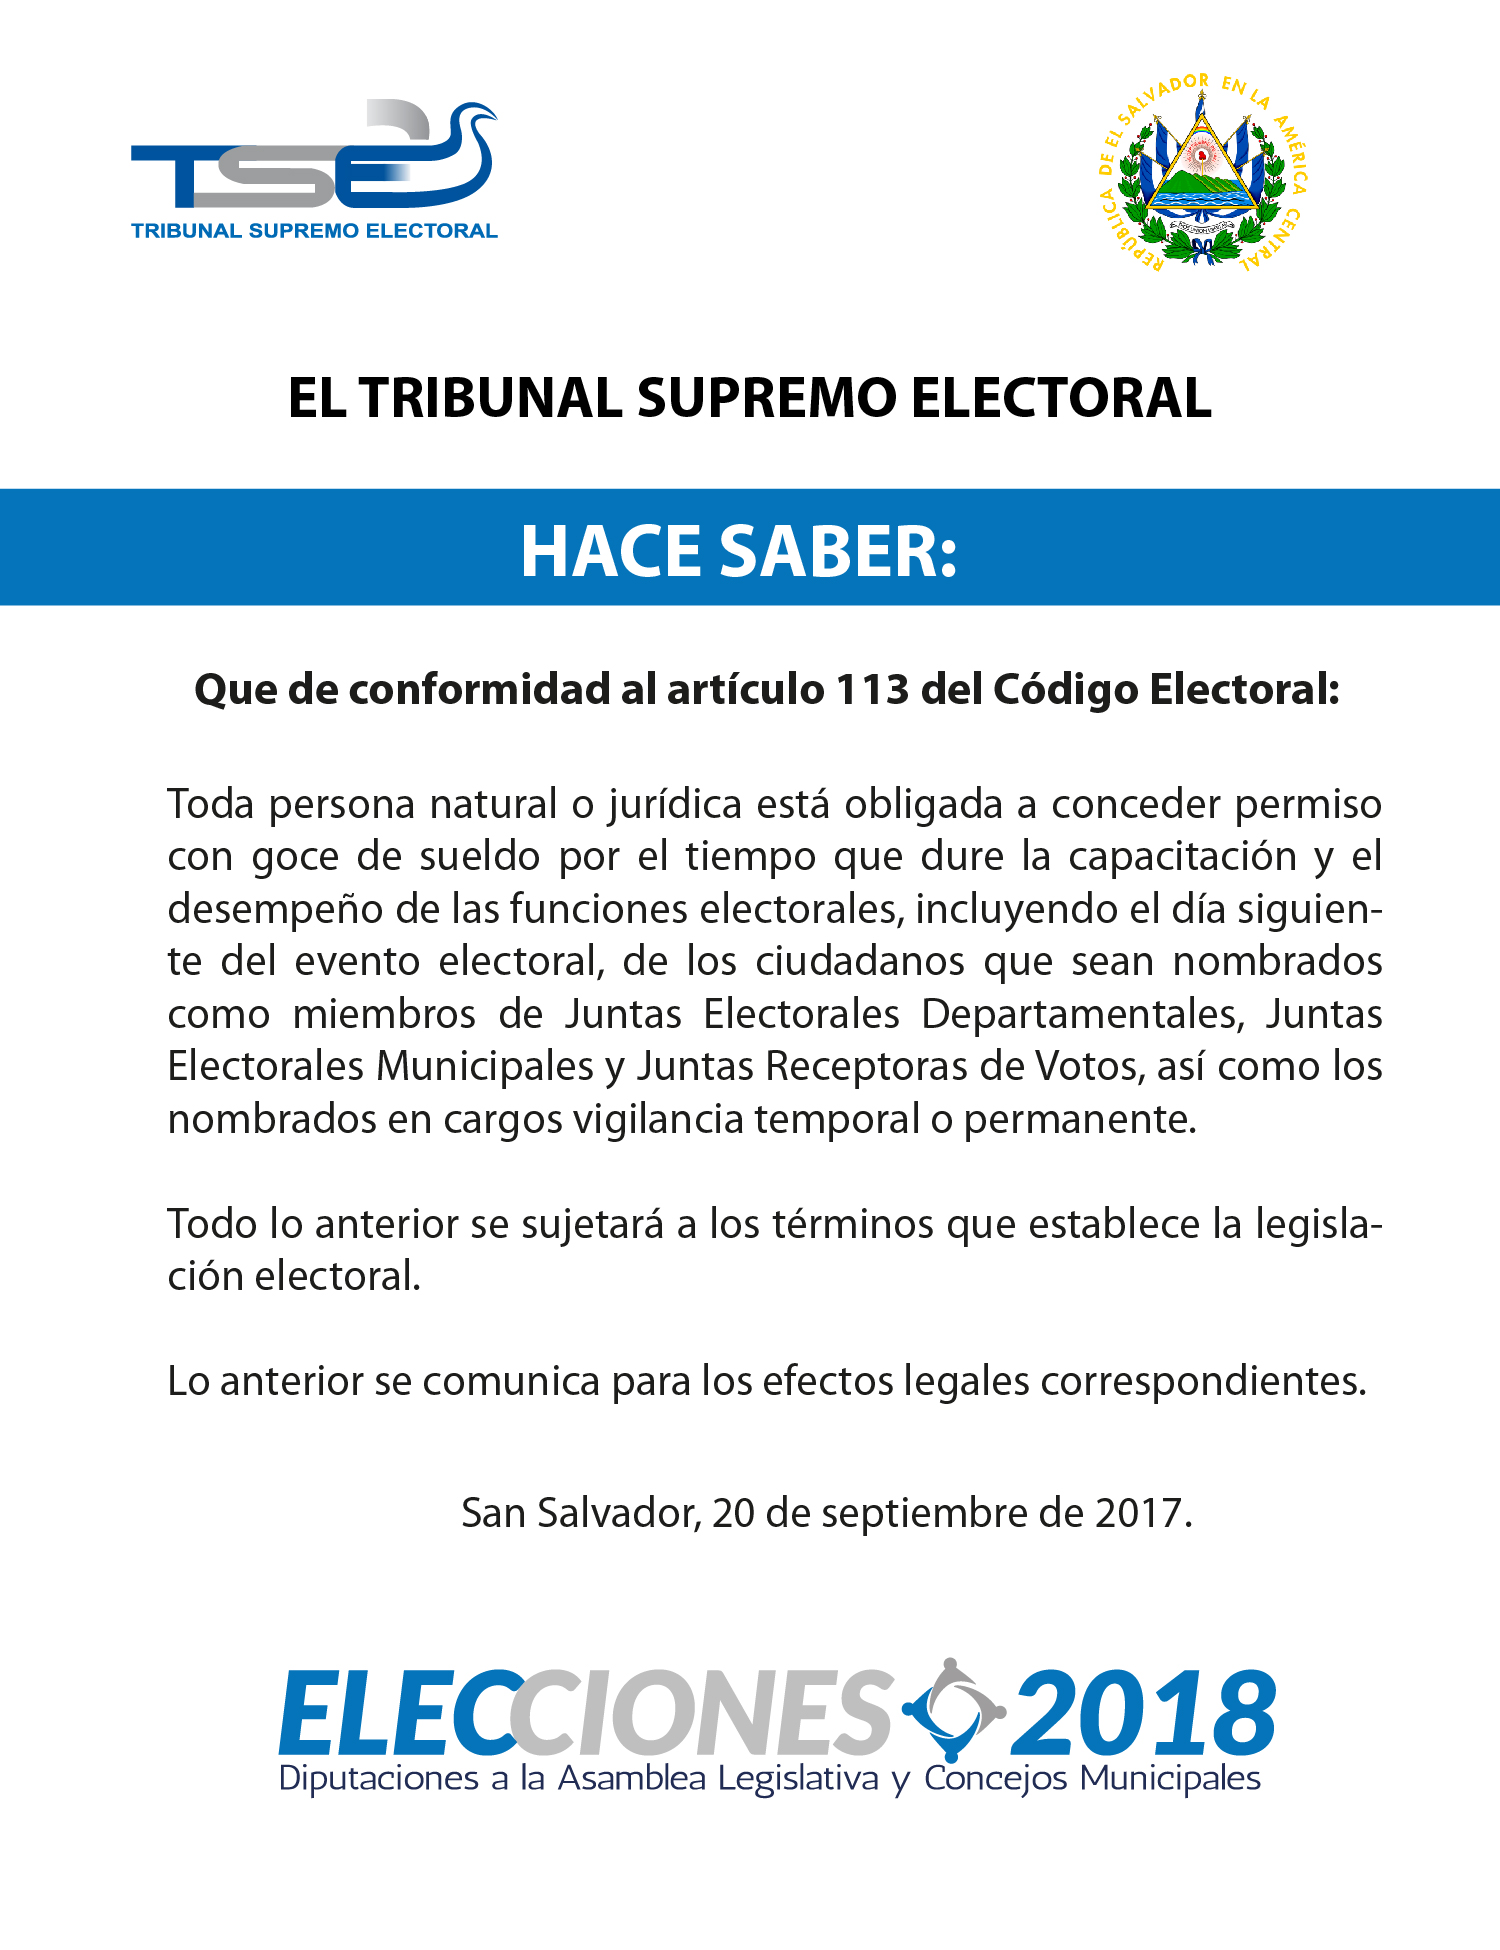 TSE
TRIBUNAL SUPREMO ELECTORAL
REPÚBLICA DE EL SALVADOR EN LA AMÉRICA CENTRAL
EL TRIBUNAL SUPREMO ELECTORAL
HACE SABER:
Que de conformidad al artículo 113 del Código Electoral:
Toda persona natural o jurídica está obligada a conceder permiso
con goce de sueldo por el tiempo que dure la capacitación y el
desempeño de las funciones electorales, incluyendo el día siguien-
te del evento electoral, de los ciudadanos que sean nombrados
como miembros de Juntas Electorales Departamentales, Juntas
Electorales Municipales y Juntas Receptoras de Votos, así como los
nombrados en cargos vigilancia temporal o permanente.
Todo lo anterior se sujetará a los términos que establece la legisla-
ción electoral.
Lo anterior se comunica para los efectos legales correspondientes.
San Salvador, 20 de septiembre de 2017.
ELECCIONES 2018
Diputaciones a la Asamblea Legislativa y Concejos Municipales